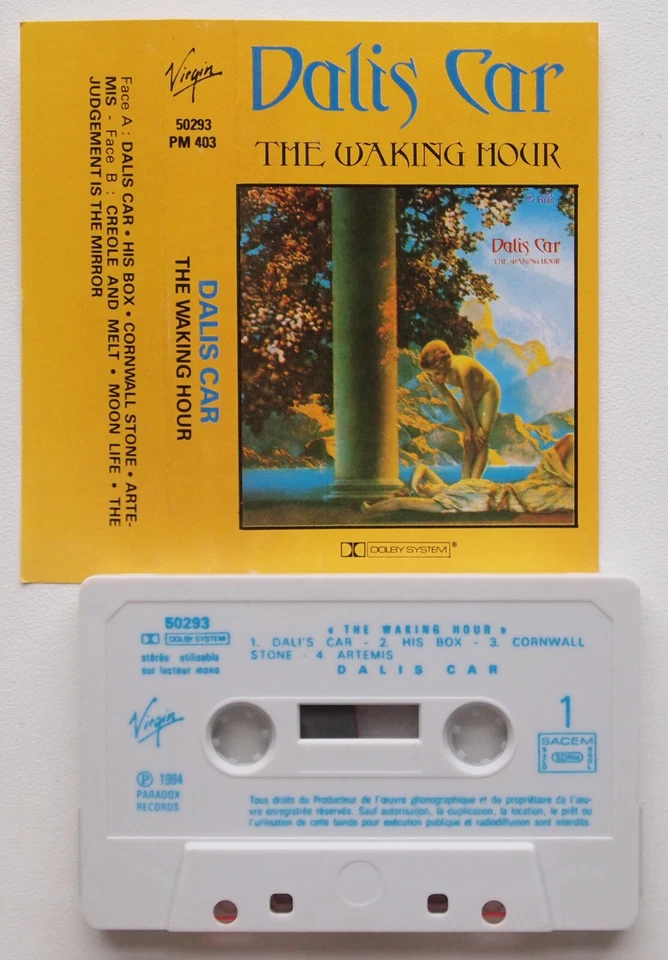 Dalis Car
THE WAKING HOUR
Dalis Car
THE WAKING HOUR
DOLBY SYSTEM®
Virgin
50293
PM 403
DALIS CAR
THE WAKING HOUR
Face A : DALIS CAR • HIS BOX • CORNWALL STONE • ARTE-
MIS - Face B : CREOLE AND MELT • MOON LIFE • THE
JUDGEMENT IS THE MIRROR
50293
DOLBY SYSTEM
stéréo utilisable
sur lecteur mono
« THE WAKING HOUR »
1. DALI'S CAR - 2. HIS BOX - 3. CORNWALL
STONE - 4. ARTEMIS
DALIS CAR
Virgin
1
SACEM
SDRM
SACD
SGDL
Ⓟ 1984
PARADOX
RECORDS
Tous droits du Producteur de l'œuvre phonographique et du propriétaire de l'œu-
vre enregistrée réservés. Sauf autorisation, la duplication, la location, le prêt ou
l'utilisation de cette bande pour exécution publique et radiodiffusion sont interdits.